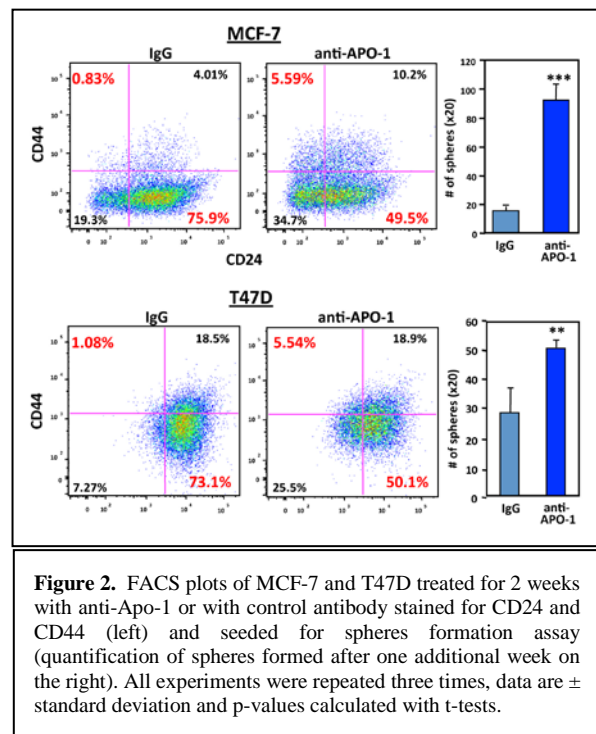 MCF-7
IgG
anti-APO-1
0.83%
4.01%
19.3%
75.9%
5.59%
10.2%
34.7%
49.5%
CD44
CD24
# of spheres (x20)
120
100
80
60
40
20
0
***
IgG
anti-
APO-1
T47D
IgG
anti-APO-1
1.08%
18.5%
7.27%
73.1%
5.54%
18.9%
25.5%
50.1%
CD44
# of spheres (x20)
60
50
40
30
20
10
0
**
IgG
anti-
APO-1
Figure 2. FACS plots of MCF-7 and T47D treated for 2 weeks
with anti-Apo-1 or with control antibody stained for CD24 and
CD44 (left) and seeded for spheres formation assay
(quantification of spheres formed after one additional week on
the right). All experiments were repeated three times, data are ±
standard deviation and p-values calculated with t-tests.